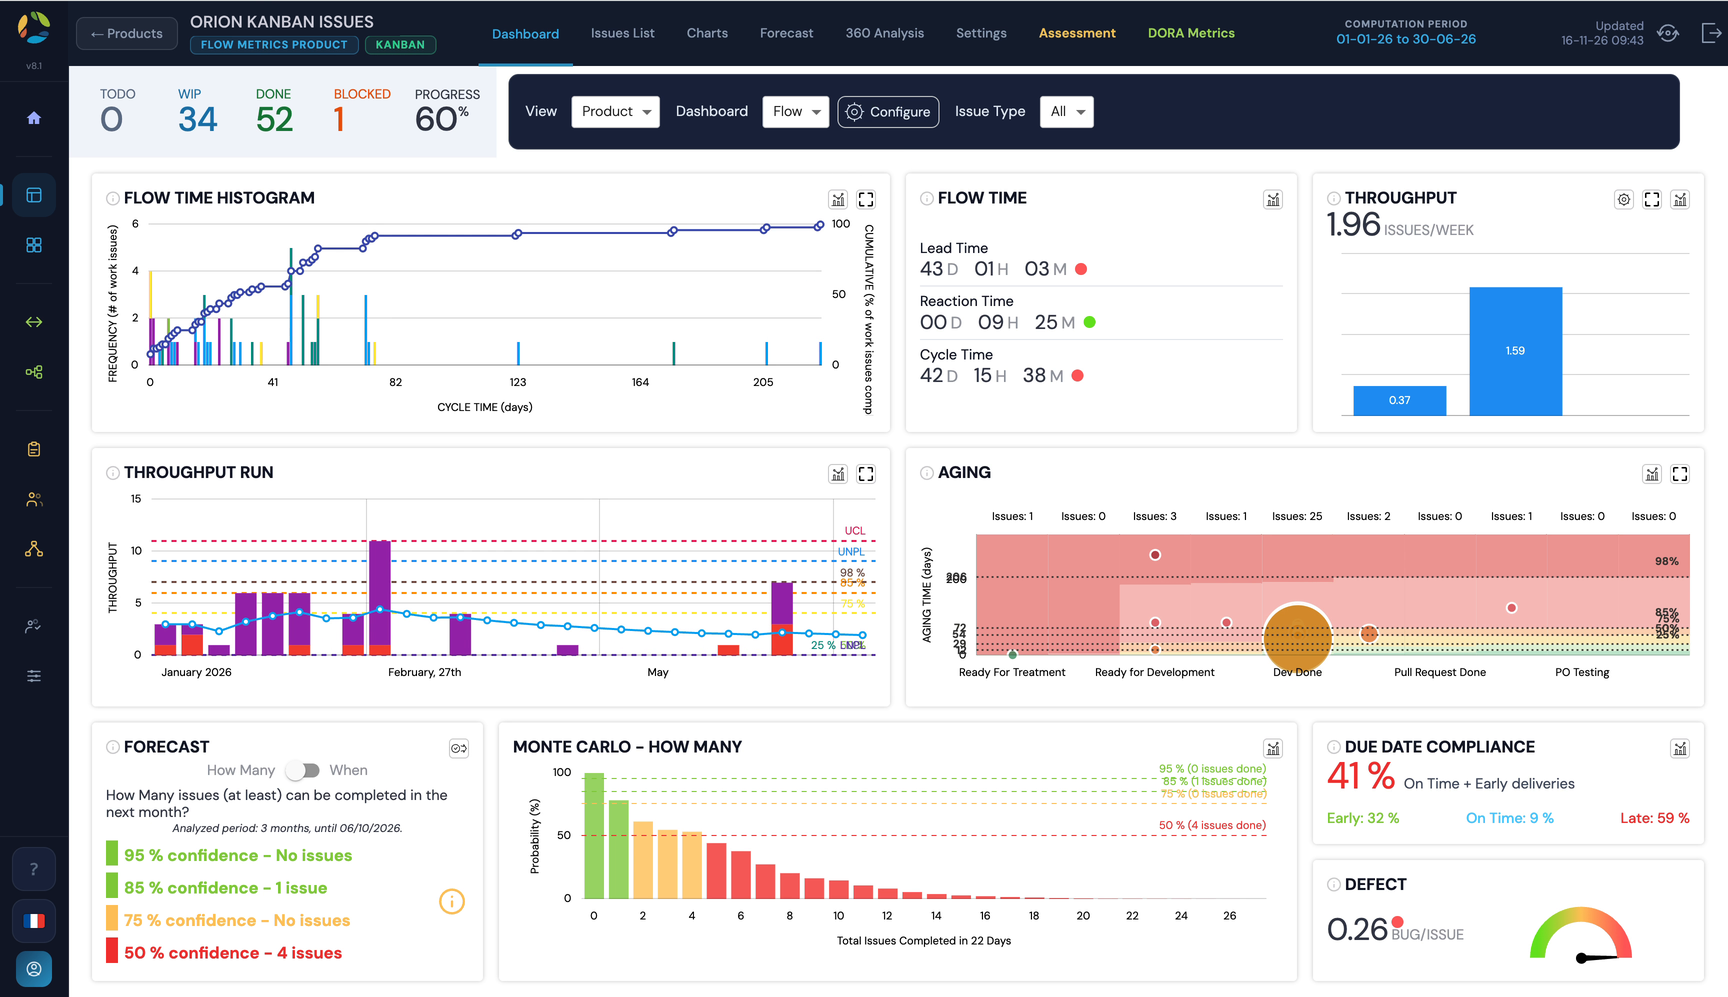 ← Products
ORION KANBAN ISSUES
FLOW METRICS PRODUCT
KANBAN
Dashboard
Issues List
Charts
Forecast
360 Analysis
Settings
Assessment
DORA Metrics
COMPUTATION PERIOD
01-01-26 to 30-06-26
Updated
16-11-26 09:43
v8.1
TODO
0
WIP
34
DONE
52
BLOCKED
1
PROGRESS
60%
View
Product
Dashboard
Flow
Configure
Issue Type
All
FLOW TIME HISTOGRAM
FREQUENCY (# of work issues)
6
4
2
0
100
50
0
CUMULATIVE (% of work issues comp
0
41
82
123
164
205
CYCLE TIME (days)
FLOW TIME
Lead Time
43 D 01 H 03 M
Reaction Time
00 D 09 H 25 M
Cycle Time
42 D 15 H 38 M
THROUGHPUT
1.96 ISSUES/WEEK
0.37
1.59
THROUGHPUT RUN
THROUGHPUT
15
10
5
0
UCL
UNPL
98 %
85 %
75 %
25 %
January 2026
February, 27th
May
AGING
Issues: 1
Issues: 0
Issues: 3
Issues: 1
Issues: 25
Issues: 2
Issues: 0
Issues: 1
Issues: 0
Issues: 0
AGING TIME (days)
72
54
0
98%
85%
75%
50%
25%
Ready For Treatment
Ready for Development
Dev Done
Pull Request Done
PO Testing
FORECAST
How Many
When
How Many issues (at least) can be completed in the
next month?
Analyzed period: 3 months, until 06/10/2026.
95 % confidence - No issues
85 % confidence - 1 issue
75 % confidence - No issues
50 % confidence - 4 issues
MONTE CARLO - HOW MANY
Probability (%)
100
50
0
95 % (0 issues done)
85 % (1 issues done)
75 % (0 issues done)
50 % (4 issues done)
0
2
4
6
8
10
12
14
16
18
20
22
24
26
Total Issues Completed in 22 Days
DUE DATE COMPLIANCE
41 % On Time + Early deliveries
Early: 32 %
On Time: 9 %
Late: 59 %
DEFECT
0.26 BUG/ISSUE
?